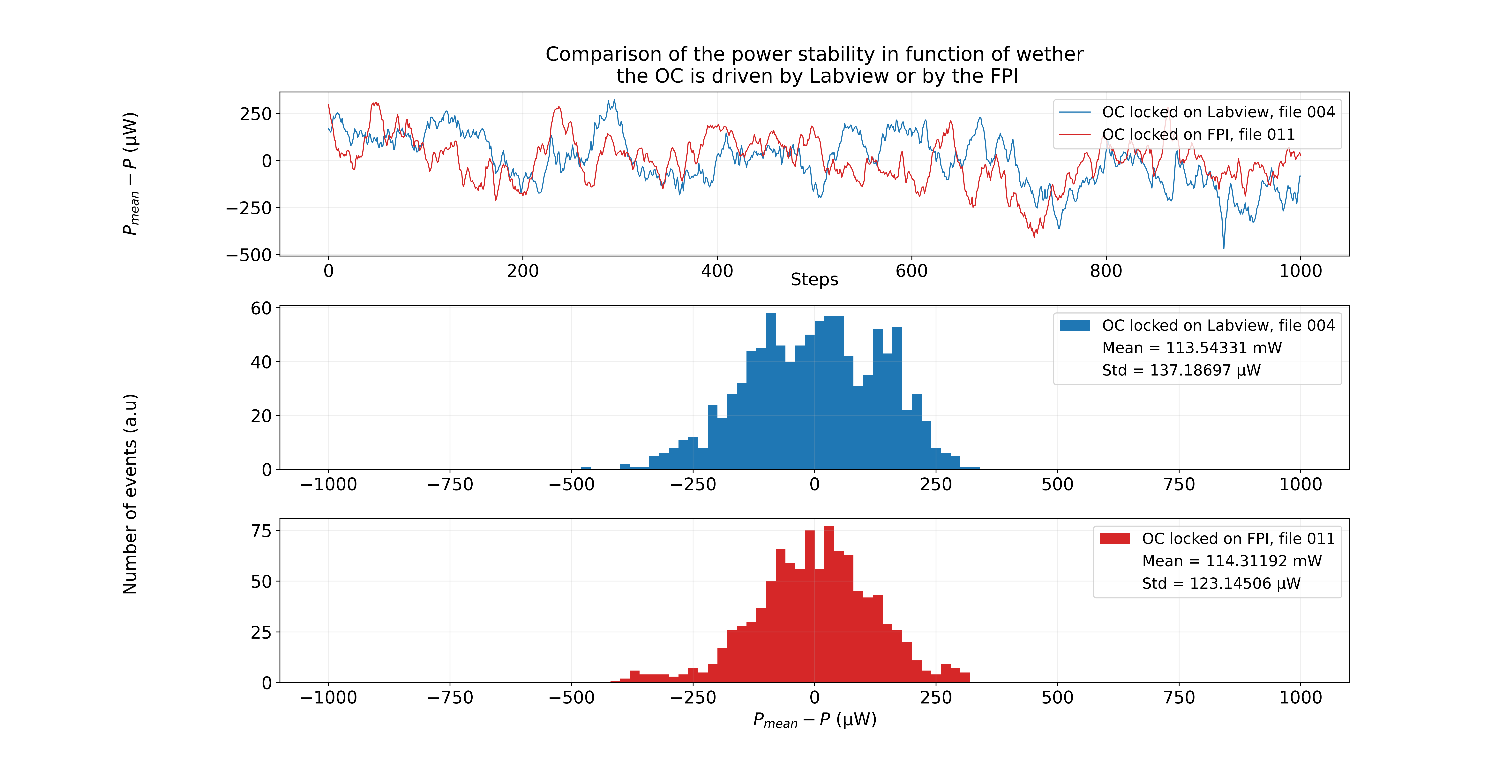 Comparison of the power stability in function of wether
the OC is driven by Labview or by the FPI
P_mean − P (µW)
250
0
−250
−500
OC locked on Labview, file 004
OC locked on FPI, file 011
0 200 400 600 800 1000
Steps
Number of events (a.u)
60
40
20
0
OC locked on Labview, file 004
Mean = 113.54331 mW
Std = 137.18697 µW
−1000 −750 −500 −250 0 250 500 750 1000
75
50
25
0
OC locked on FPI, file 011
Mean = 114.31192 mW
Std = 123.14506 µW
−1000 −750 −500 −250 0 250 500 750 1000
P_mean − P (µW)